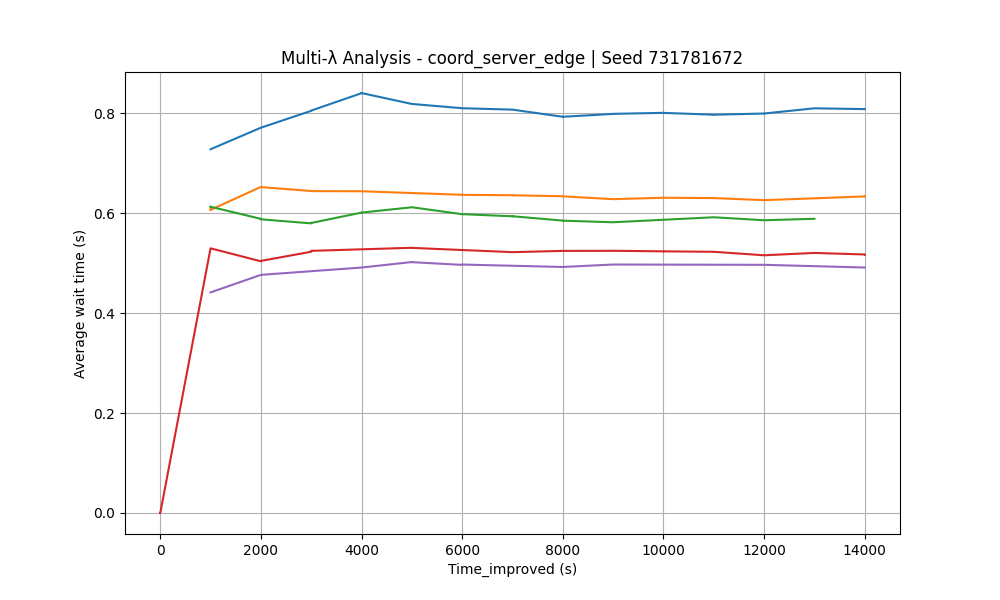 Multi-λ Analysis - coord_server_edge | Seed 731781672
Average wait time (s)
0.8
0.6
0.4
0.2
0.0
0 2000 4000 6000 8000 10000 12000 14000
Time_improved (s)